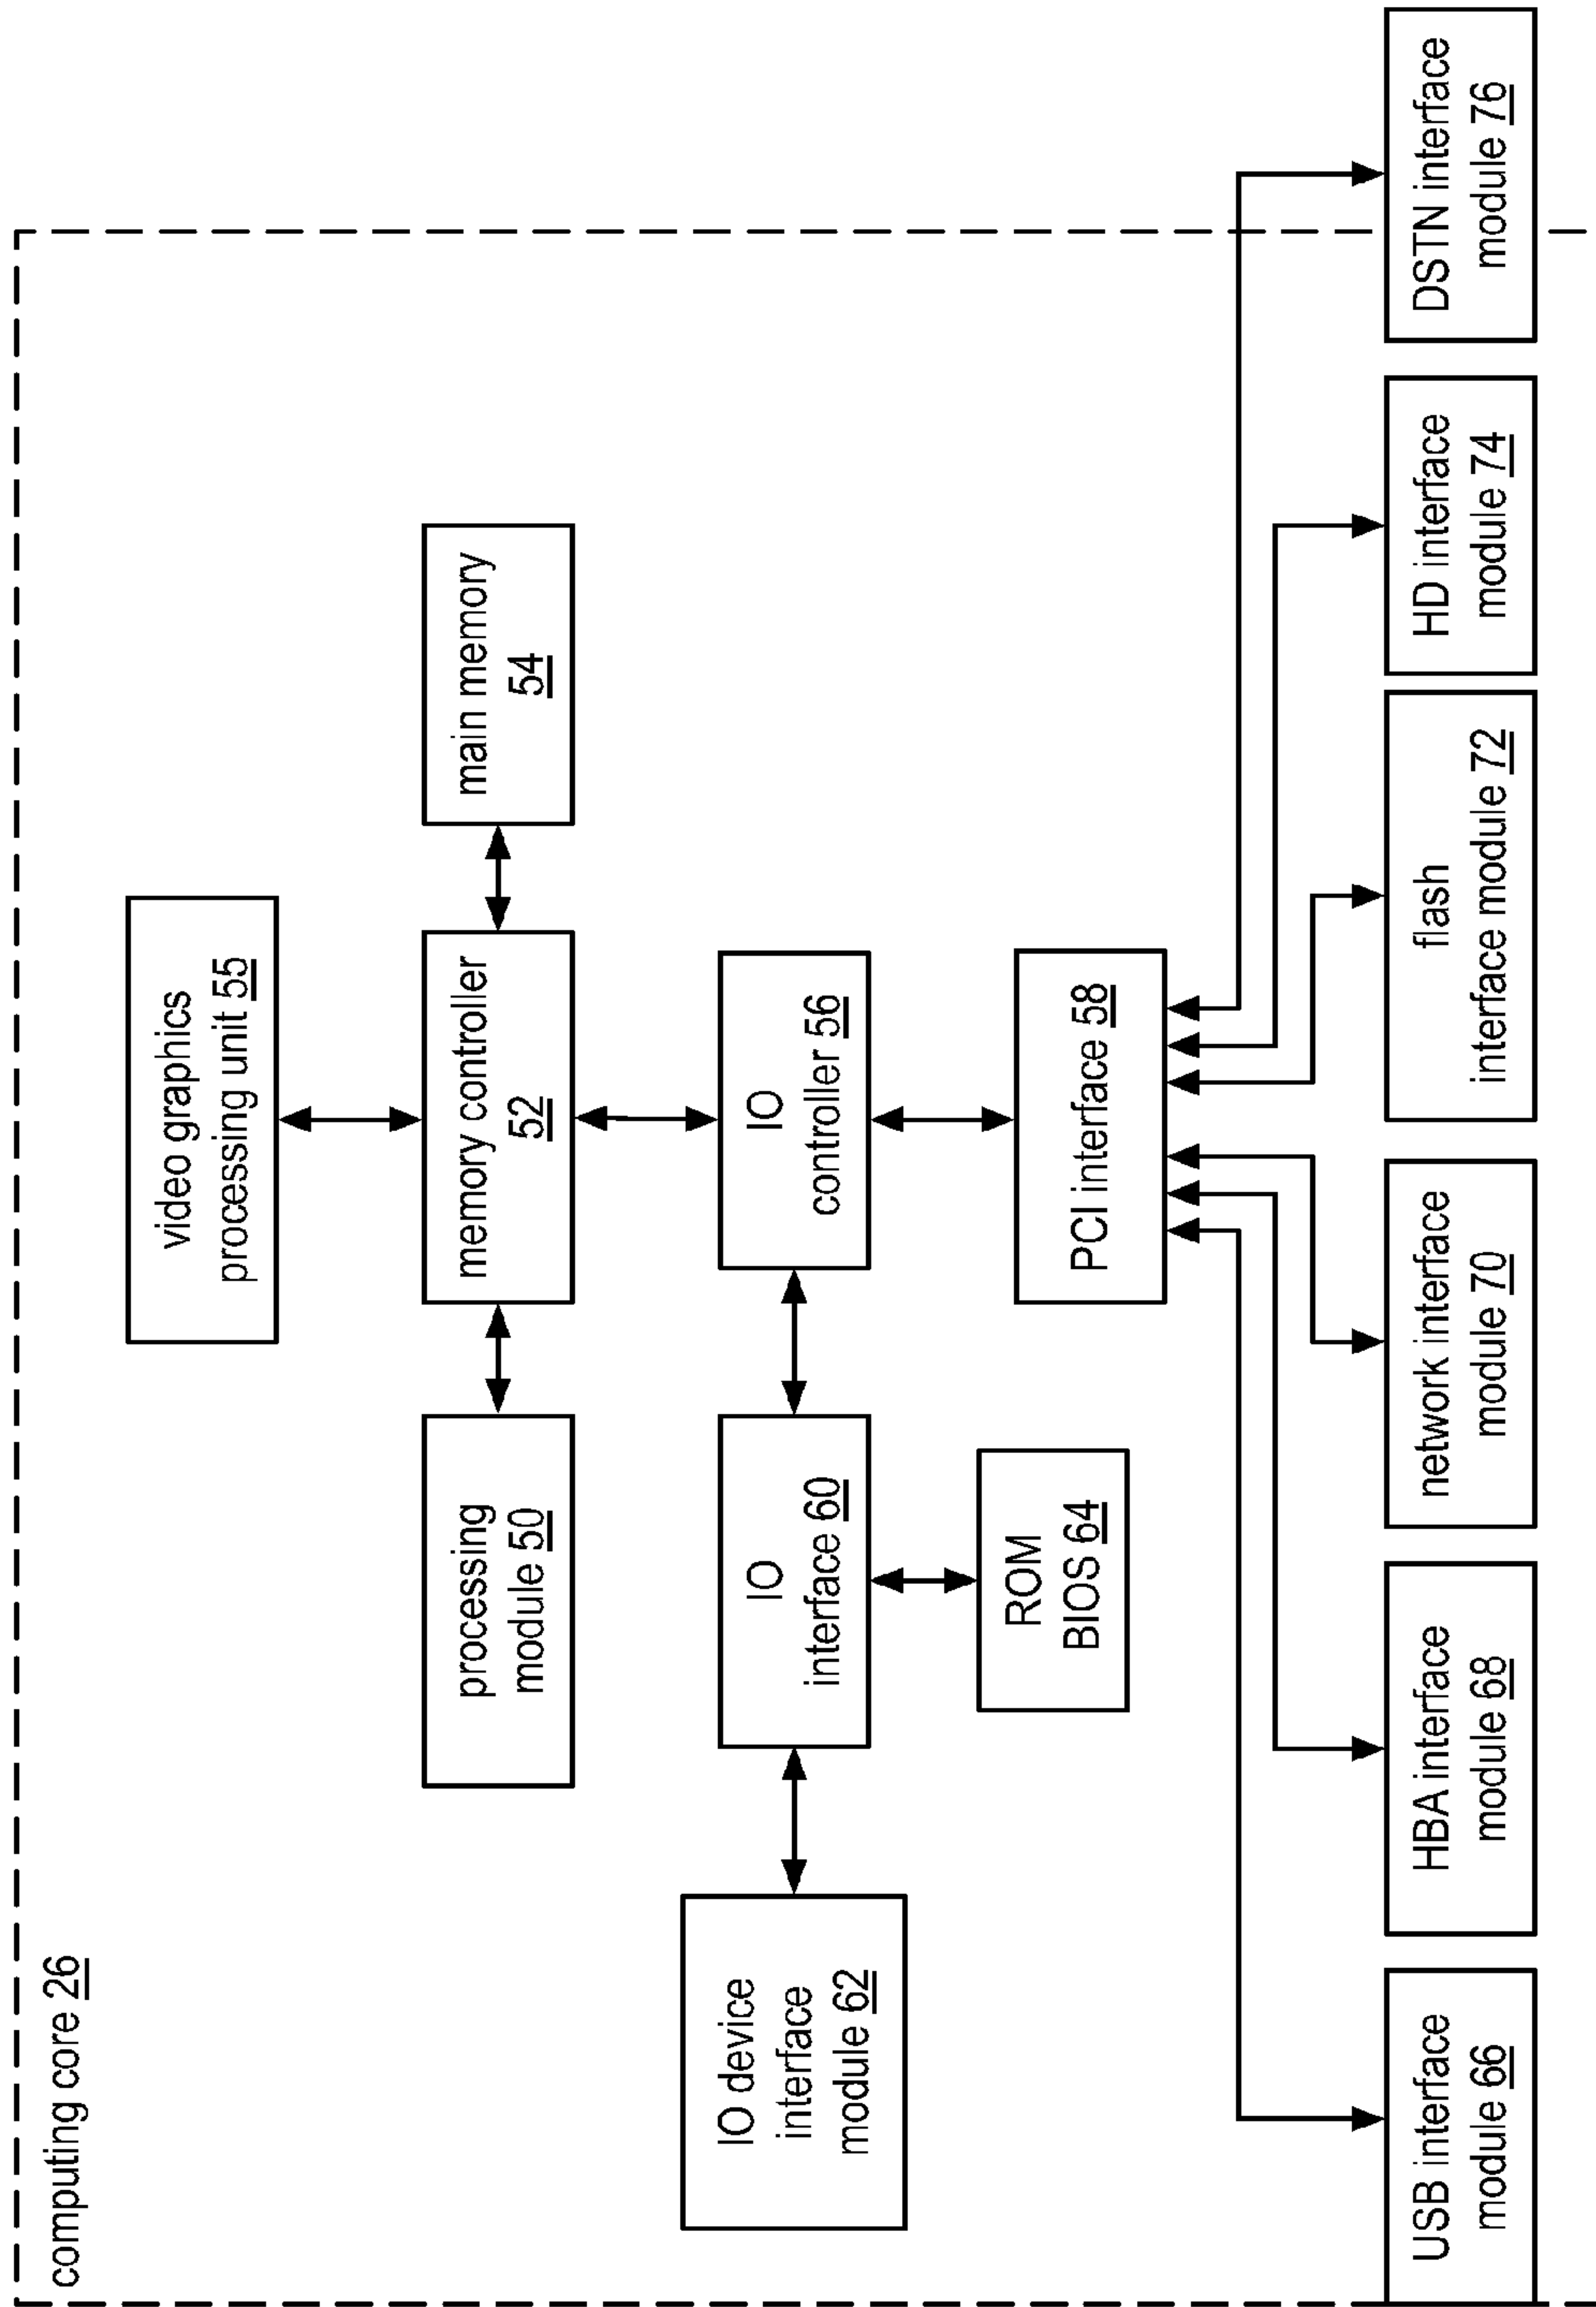 computing core 26
video graphics
processing unit 55
processing
module 50
memory controller
52
main memory
54
IO device
interface
module 62
IO
interface 60
IO
controller 56
ROM
BIOS 64
PCI interface 58
USB interface
module 66
HBA interface
module 68
network interface
module 70
flash
interface module 72
HD interface
module 74
DSTN interface
module 76